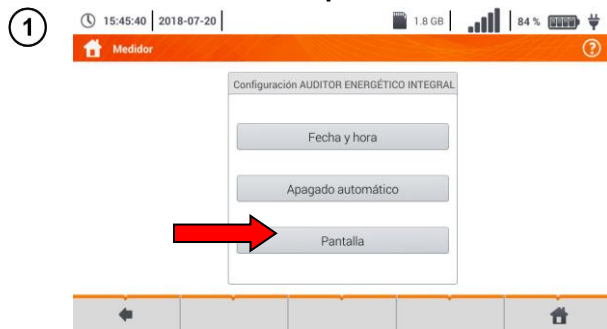 1
15:45:40 2018-07-20 1.8 GB 84 %
Medidor ?
Configuración AUDITOR ENERGÉTICO INTEGRAL
Fecha y hora
Apagado automático
Pantalla